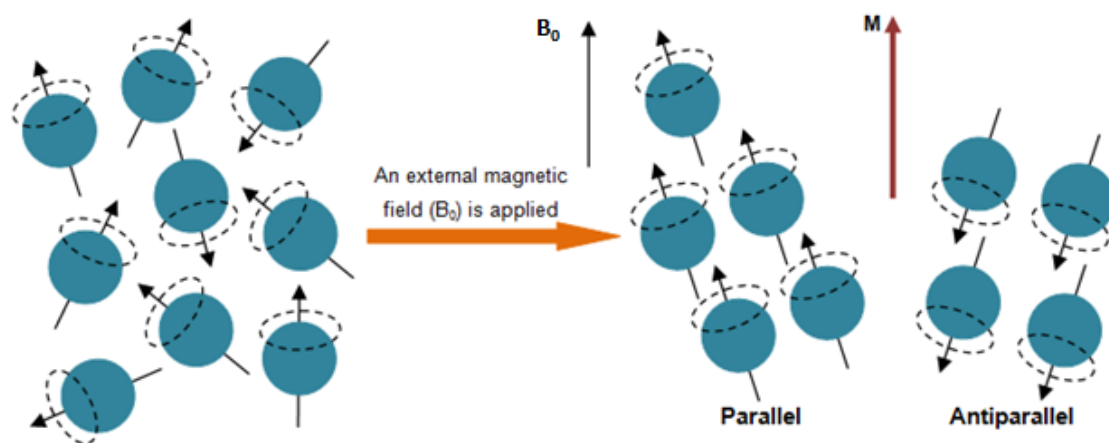 B₀
M
An external magnetic
field (B₀) is applied
Parallel
Antiparallel